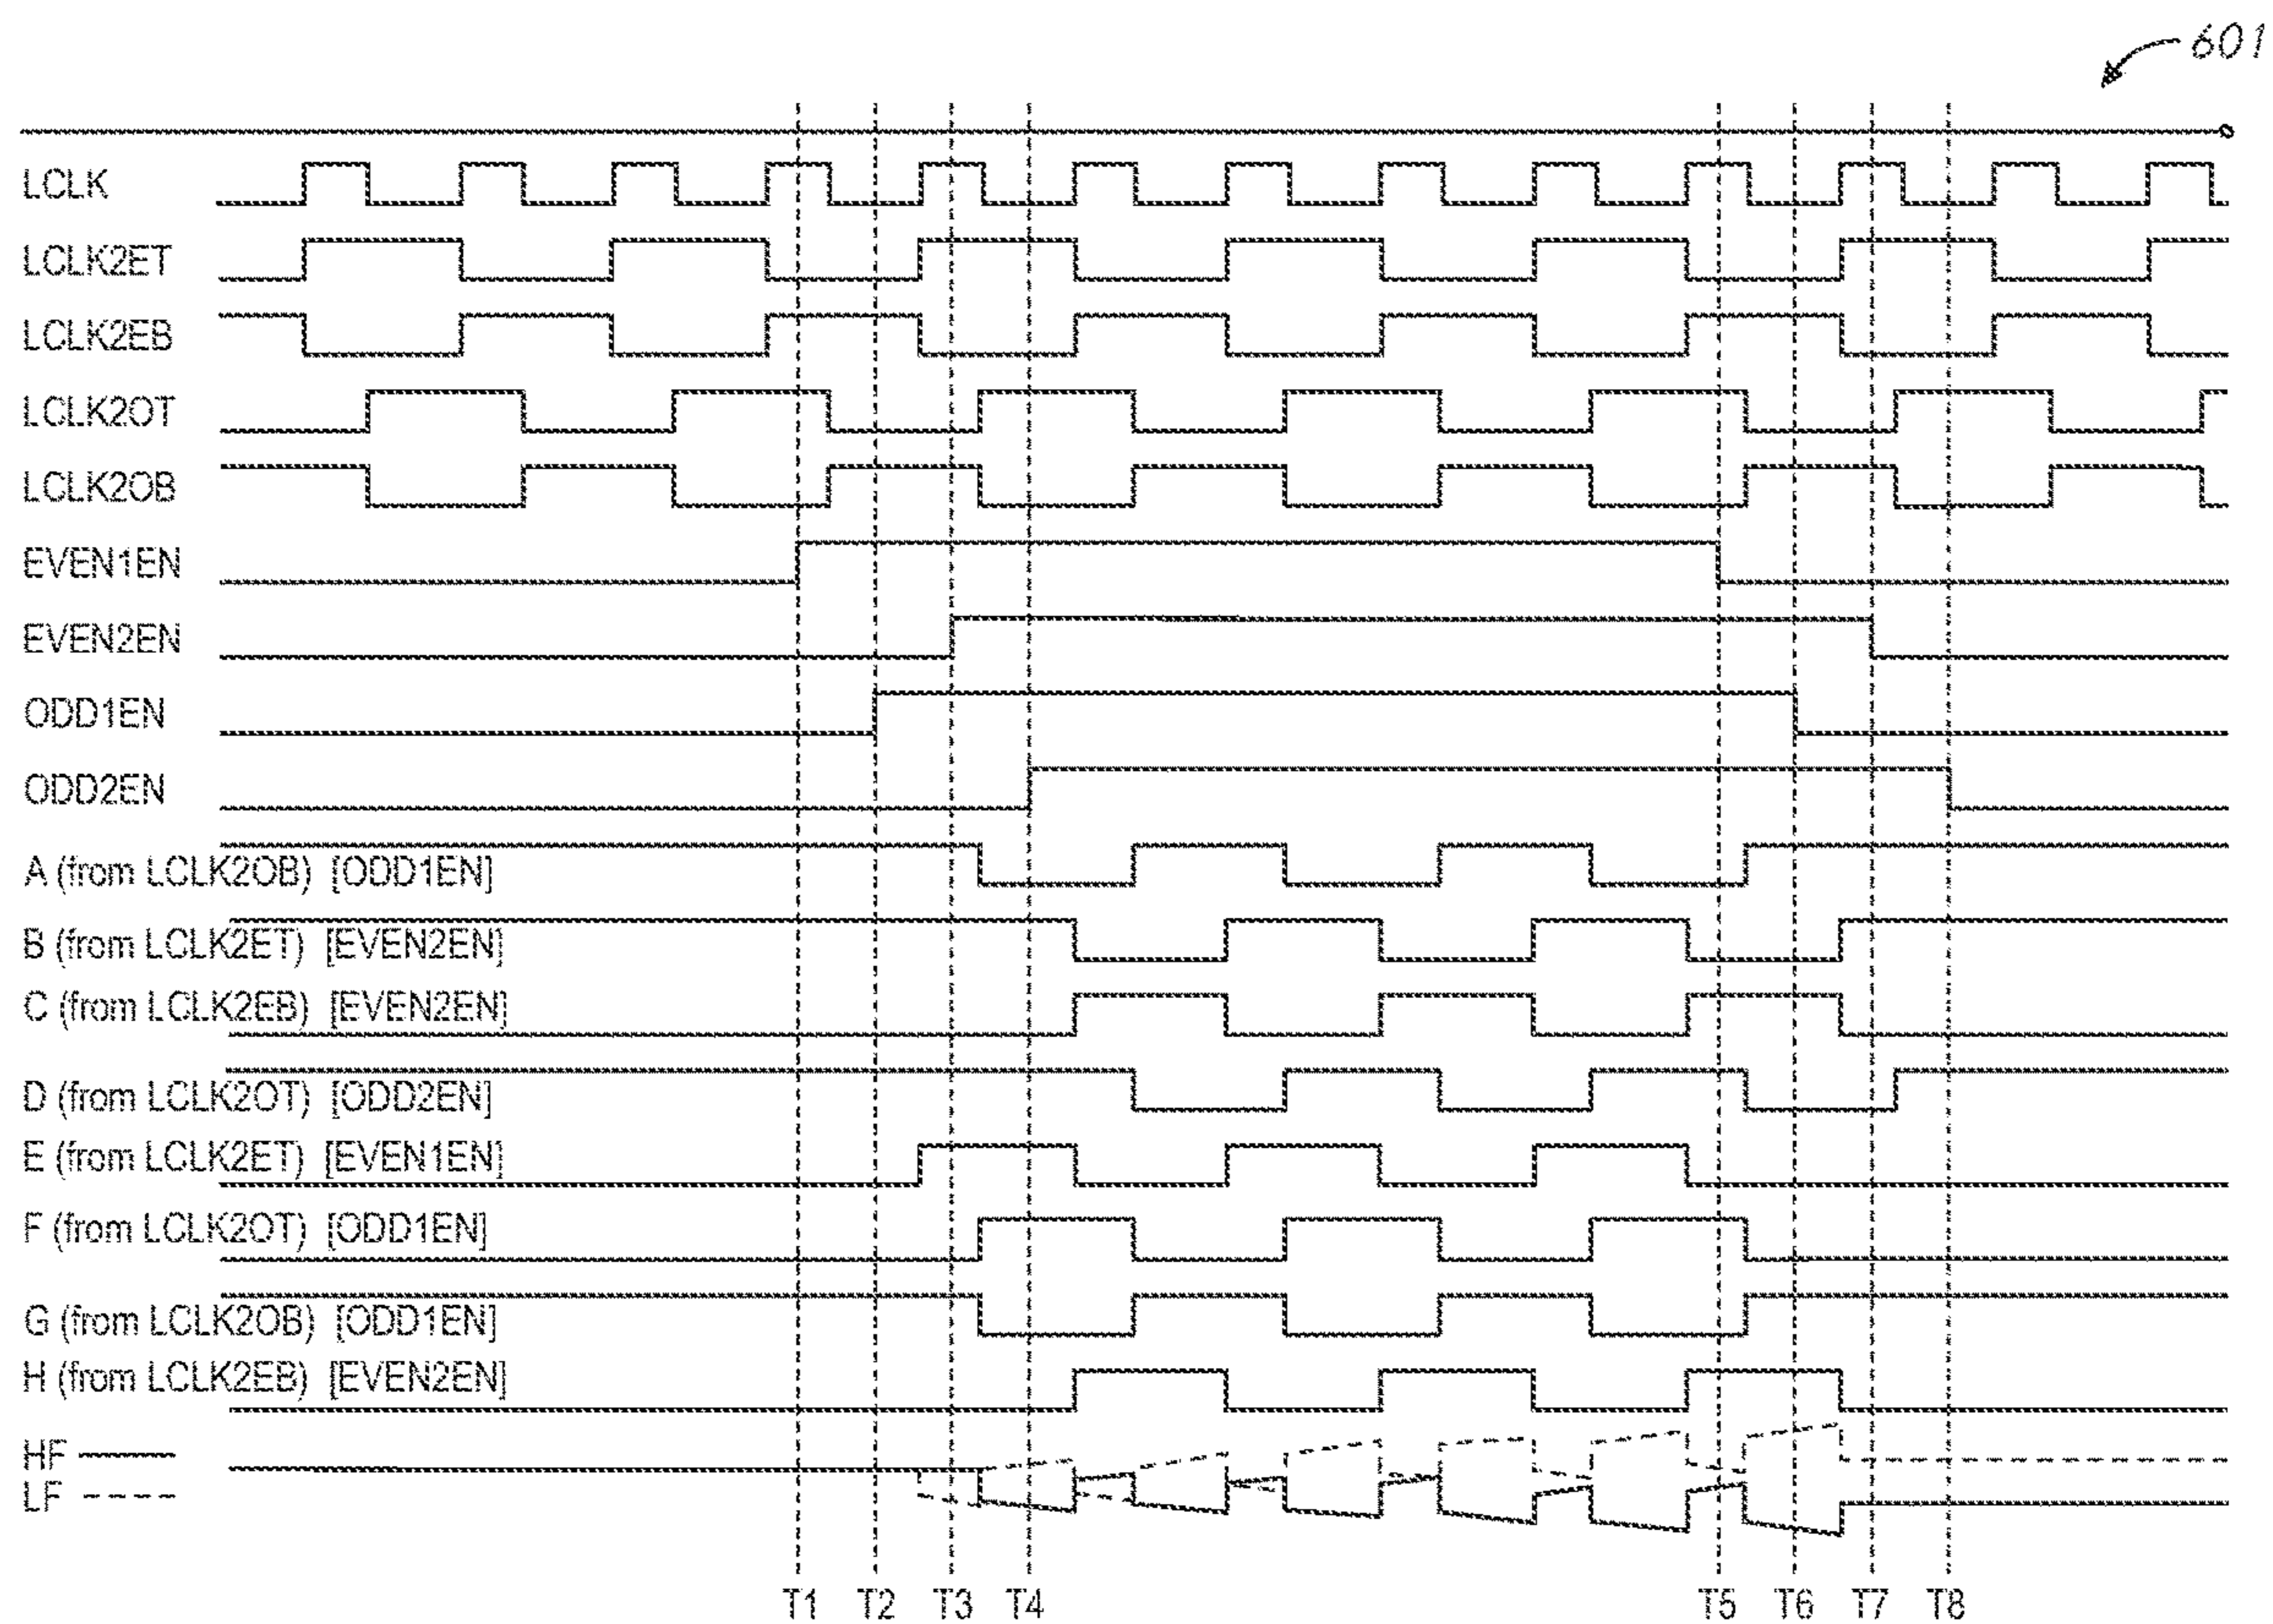 601
LCLK
LCLK2ET
LCLK2EB
LCLK2OT
LCLK2OB
EVEN1EN
EVEN2EN
ODD1EN
ODD2EN
A (from LCLK2OB) [ODD1EN]
B (from LCLK2ET) [EVEN2EN]
C (from LCLK2EB) [EVEN2EN]
D (from LCLK2OT) [ODD2EN]
E (from LCLK2ET) [EVEN1EN]
F (from LCLK2OT) [ODD1EN]
G (from LCLK2OB) [ODD1EN]
H (from LCLK2EB) [EVEN2EN]
HF
LF
T1 T2 T3 T4 T5 T6 T7 T8